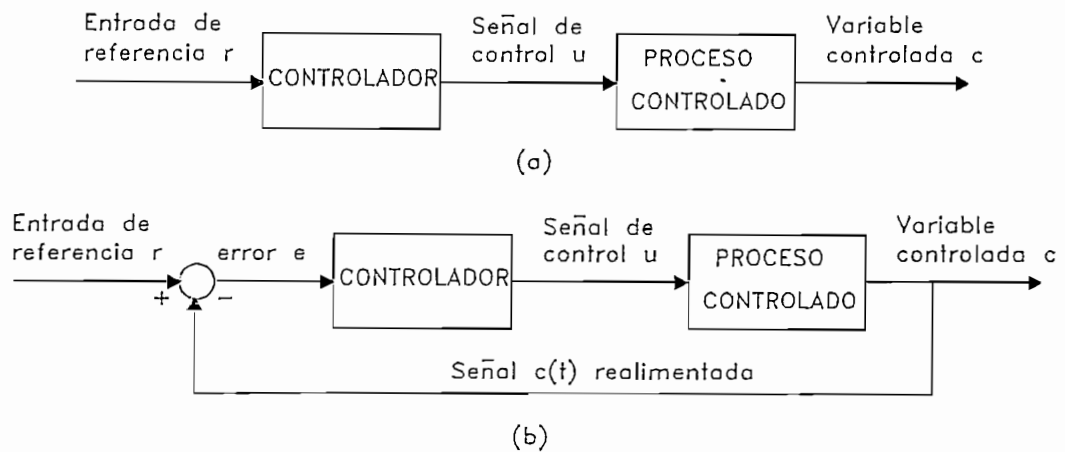 Entrada de
referencia r
CONTROLADOR
Señal de
control u
PROCESO
CONTROLADO
Variable
controlada c
(a)
Entrada de
referencia r
+
−
error e
CONTROLADOR
Señal de
control u
PROCESO
CONTROLADO
Variable
controlada c
Señal c(t) realimentada
(b)